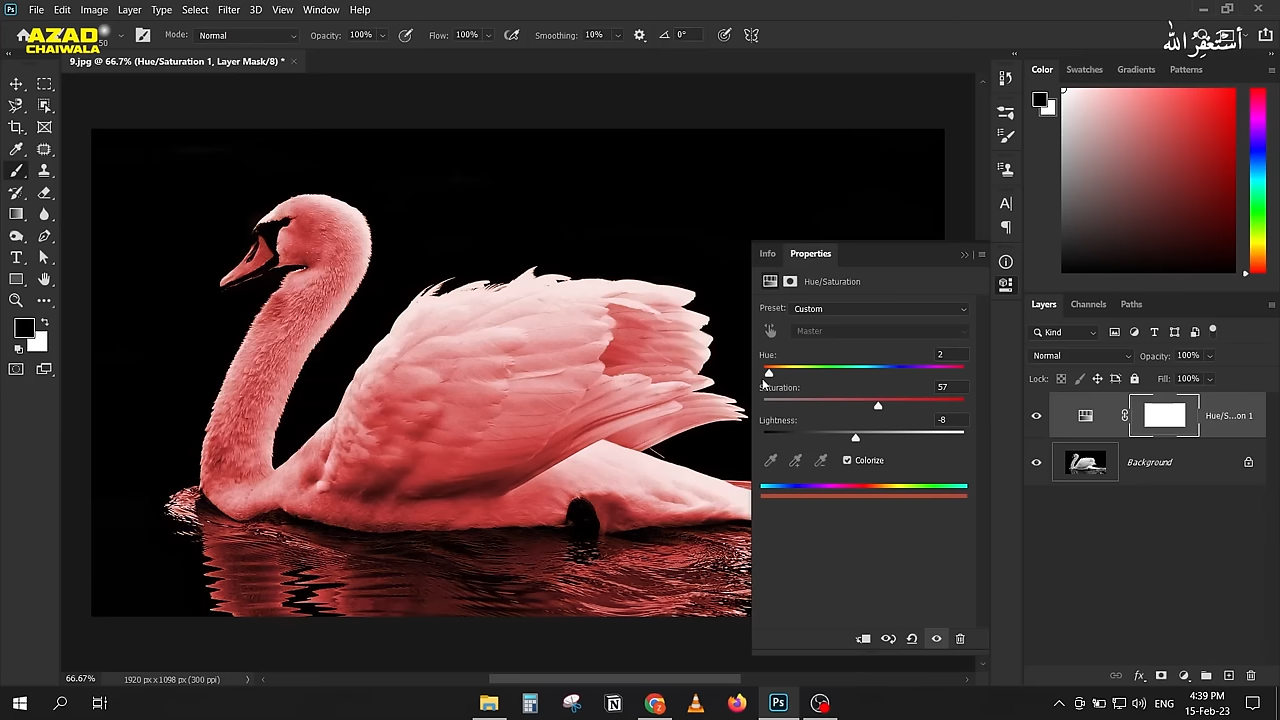 Ps File Edit Image Layer Type Select Filter 3D View Window Help
AZAD
CHAIWALA
50 Mode: Normal Opacity: 100% Flow: 100% Smoothing: 10% 0°
أستغفر الله
9.jpg @ 66.7% (Hue/Saturation 1, Layer Mask/8) *
Color Swatches Gradients Patterns
Info Properties
Hue/Saturation
Preset: Custom
Master
Hue: 2
Saturation: 57
Lightness: -8
Colorize
Layers Channels Paths
Kind
Normal Opacity: 100%
Lock: Fill: 100%
Hue/S...on 1
Background
66.67% 1920 px x 1098 px (300 ppi)
Ps
ENG
4:39 PM
15-Feb-23